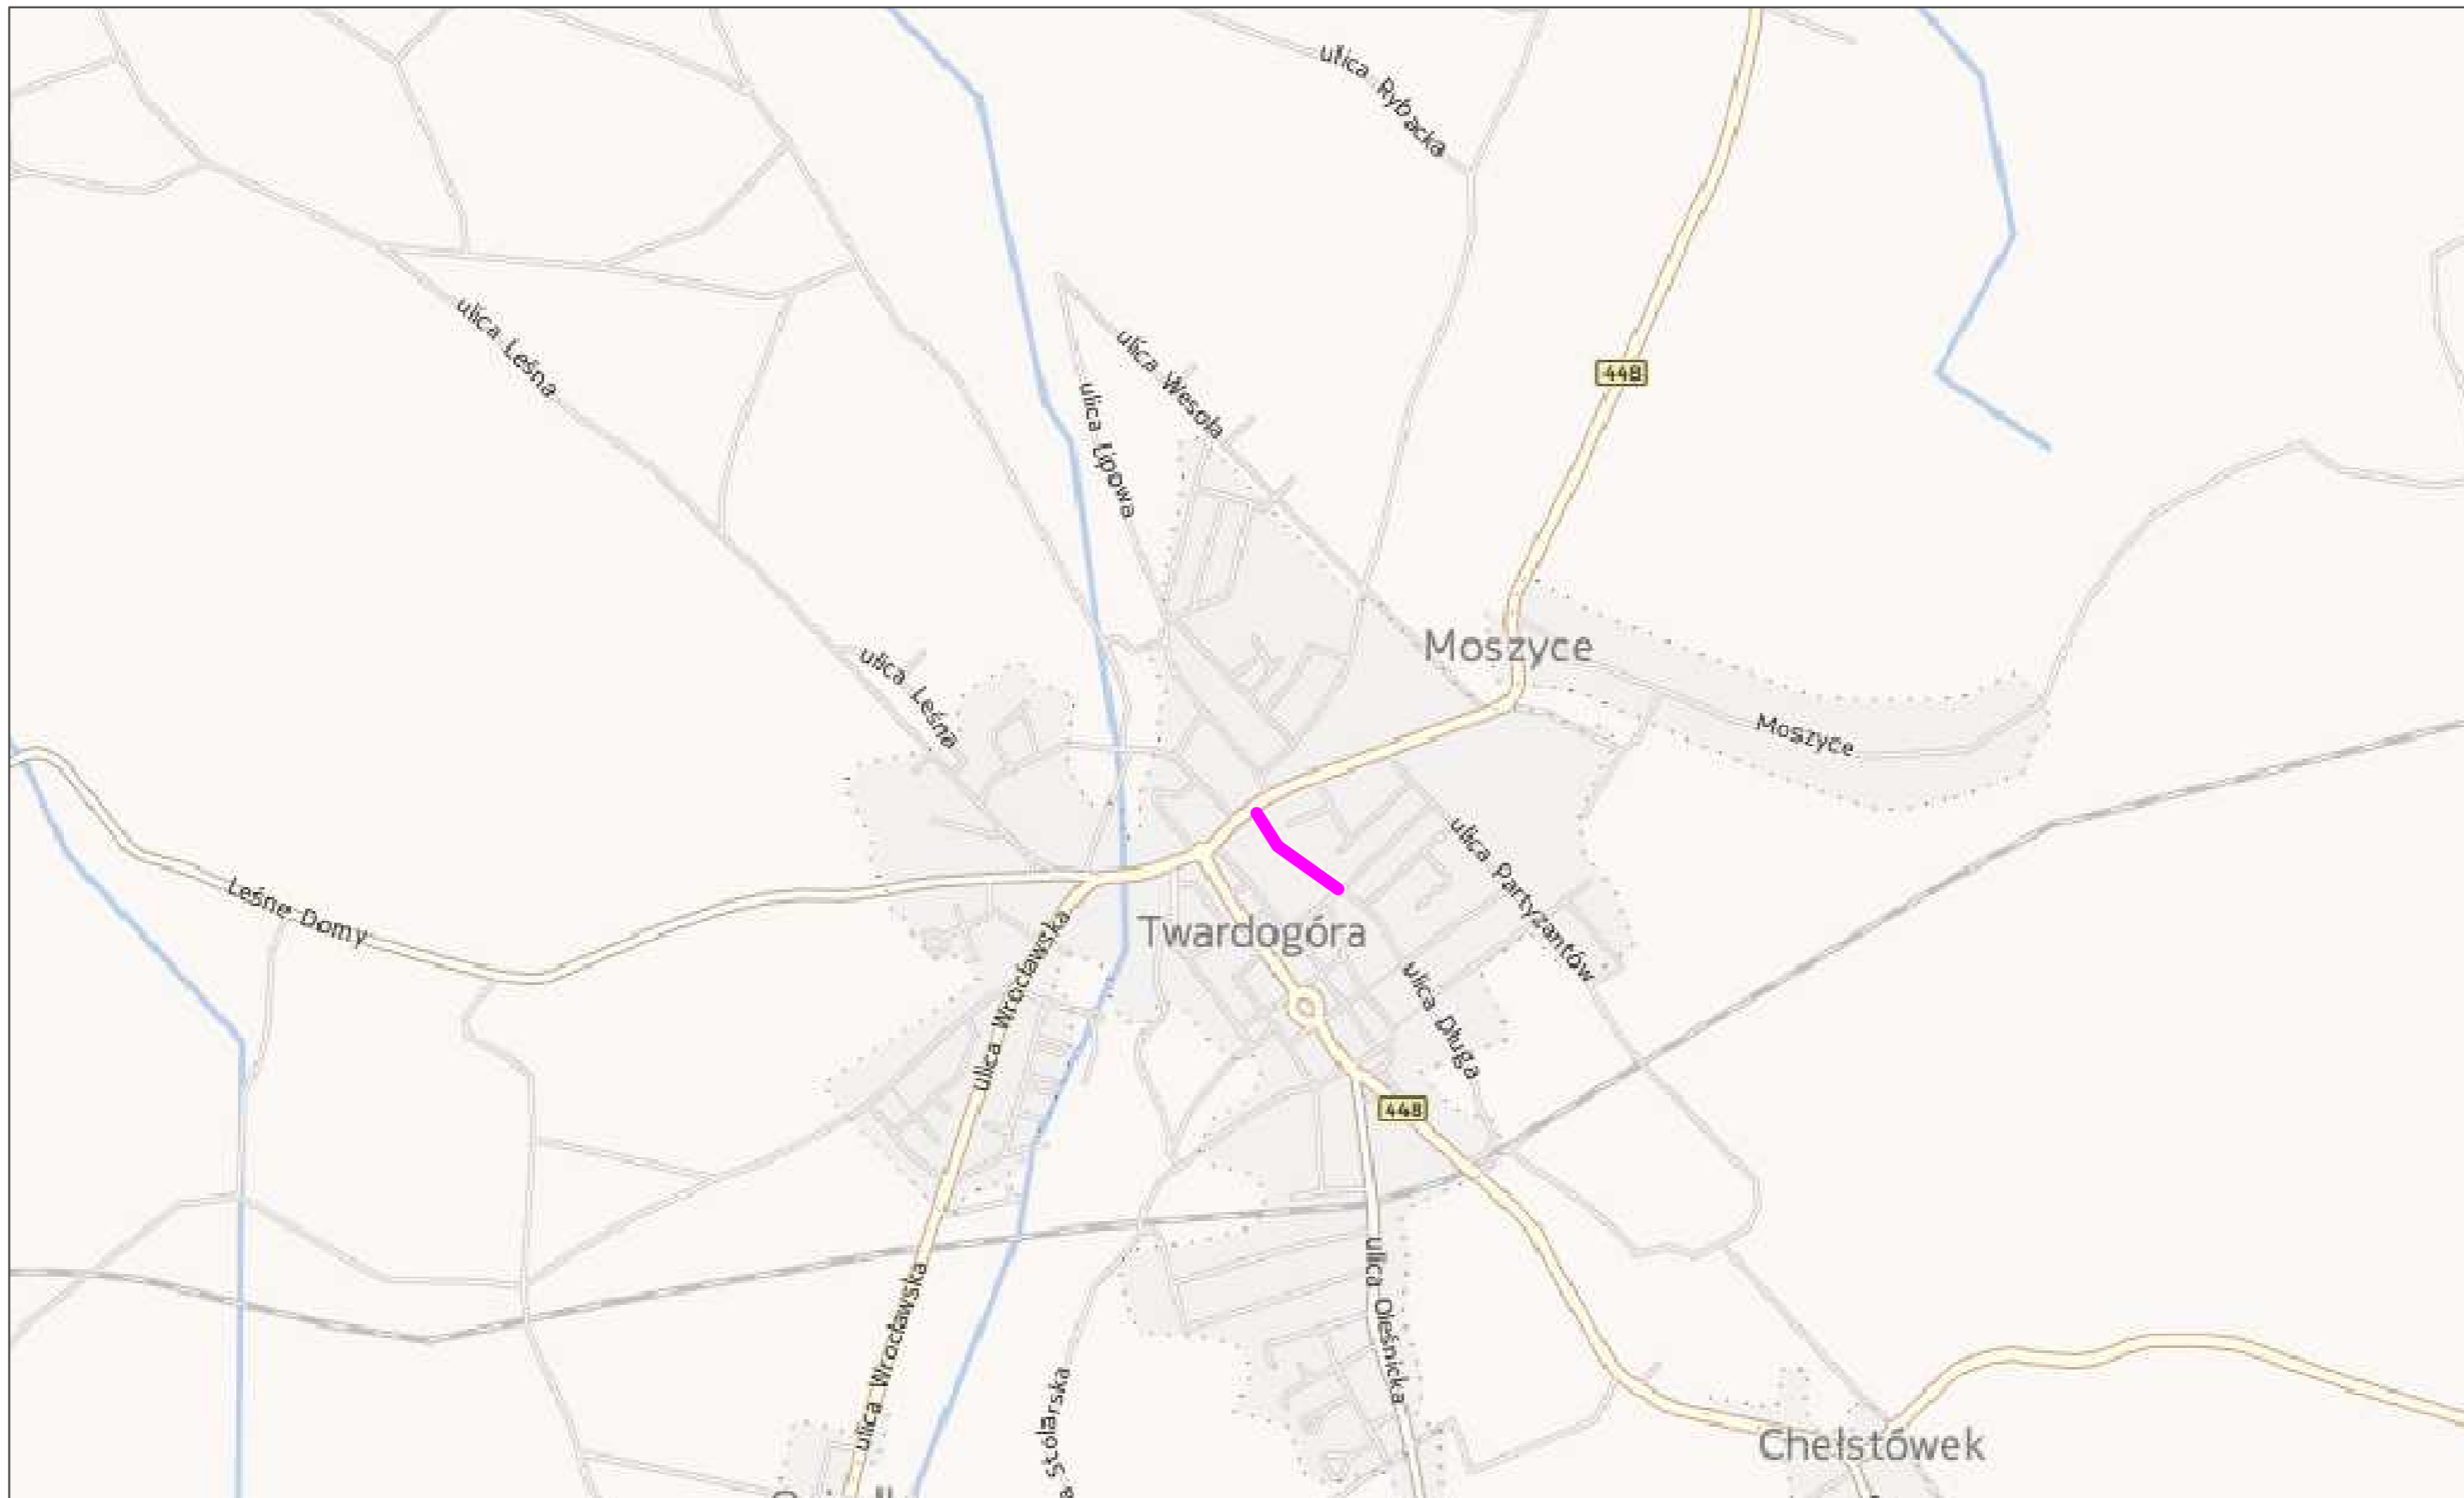 ulica Rybacka
ulica Leśna
ulica Wesoła
448
ulica Lipowa
Moszyce
ulica Leśna
Moszyce
ulica Partyzantów
Leśne Domy
Twardogóra
ulica Wrocławska
ulica Długa
448
ulica Oleśnicka
ulica Wrocławska
Stolarska
Chełstówek